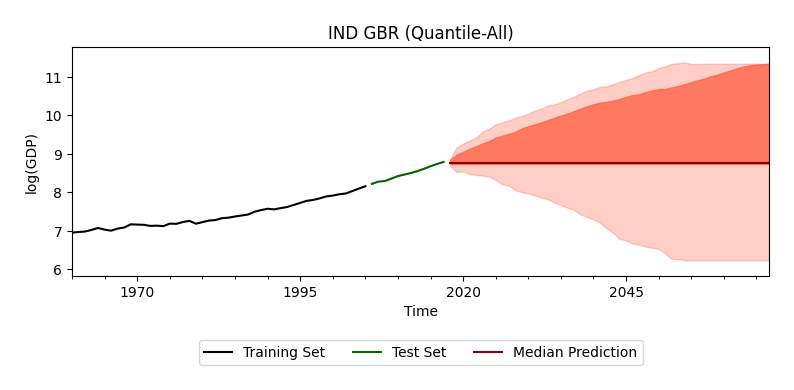 IND GBR (Quantile-All)
11
10
9
8
7
6
log(GDP)
1970
1995
2020
2045
Time
Training Set
Test Set
Median Prediction